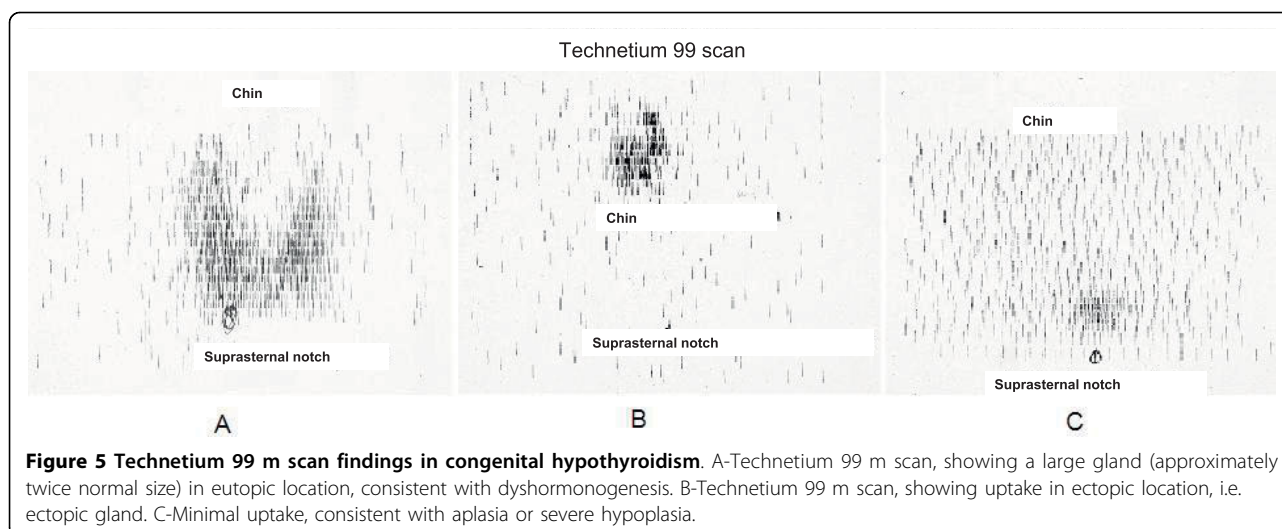 Technetium 99 scan
Chin
Suprasternal notch
A
Chin
Suprasternal notch
B
Chin
Suprasternal notch
C
Figure 5 Technetium 99 m scan findings in congenital hypothyroidism. A-Technetium 99 m scan, showing a large gland (approximately
twice normal size) in eutopic location, consistent with dyshormonogenesis. B-Technetium 99 m scan, showing uptake in ectopic location, i.e.
ectopic gland. C-Minimal uptake, consistent with aplasia or severe hypoplasia.